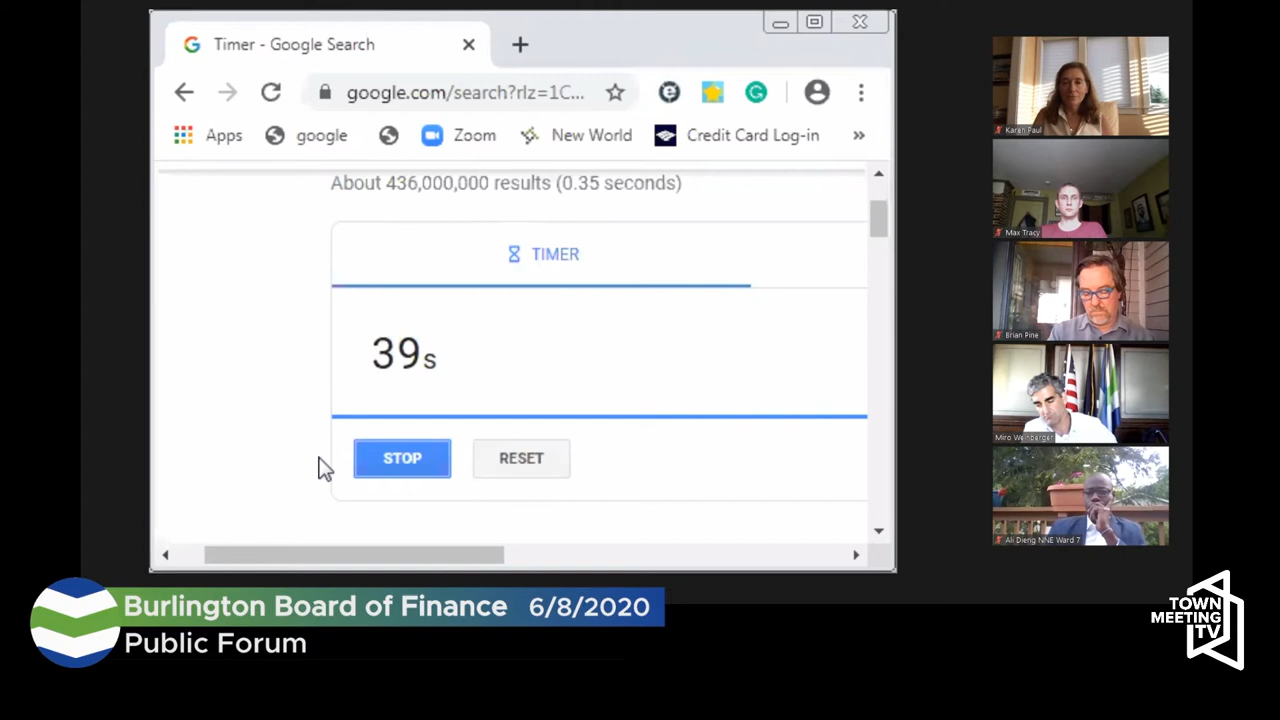 Timer - Google Search
google.com/search?rlz=1C...
Apps
google
Zoom
New World
Credit Card Log-in
»
About 436,000,000 results (0.35 seconds)
TIMER
39s
STOP
RESET
Karen Paul
Max Tracy
Brian Pine
Miro Weinberger
Ali Dieng NNE Ward 7
Burlington Board of Finance 6/8/2020
Public Forum
TOWN
MEETING
TV